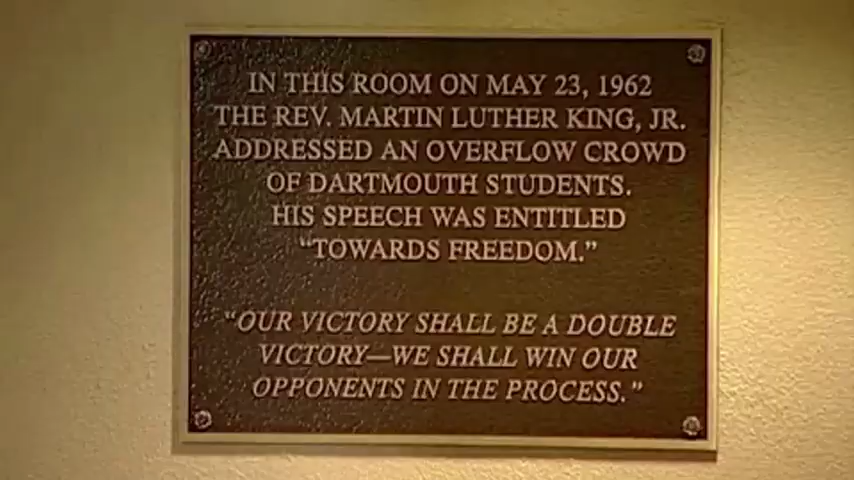 IN THIS ROOM ON MAY 23, 1962
THE REV. MARTIN LUTHER KING, JR.
ADDRESSED AN OVERFLOW CROWD
OF DARTMOUTH STUDENTS.
HIS SPEECH WAS ENTITLED
“TOWARDS FREEDOM.”
“OUR VICTORY SHALL BE A DOUBLE
VICTORY—WE SHALL WIN OUR
OPPONENTS IN THE PROCESS.”